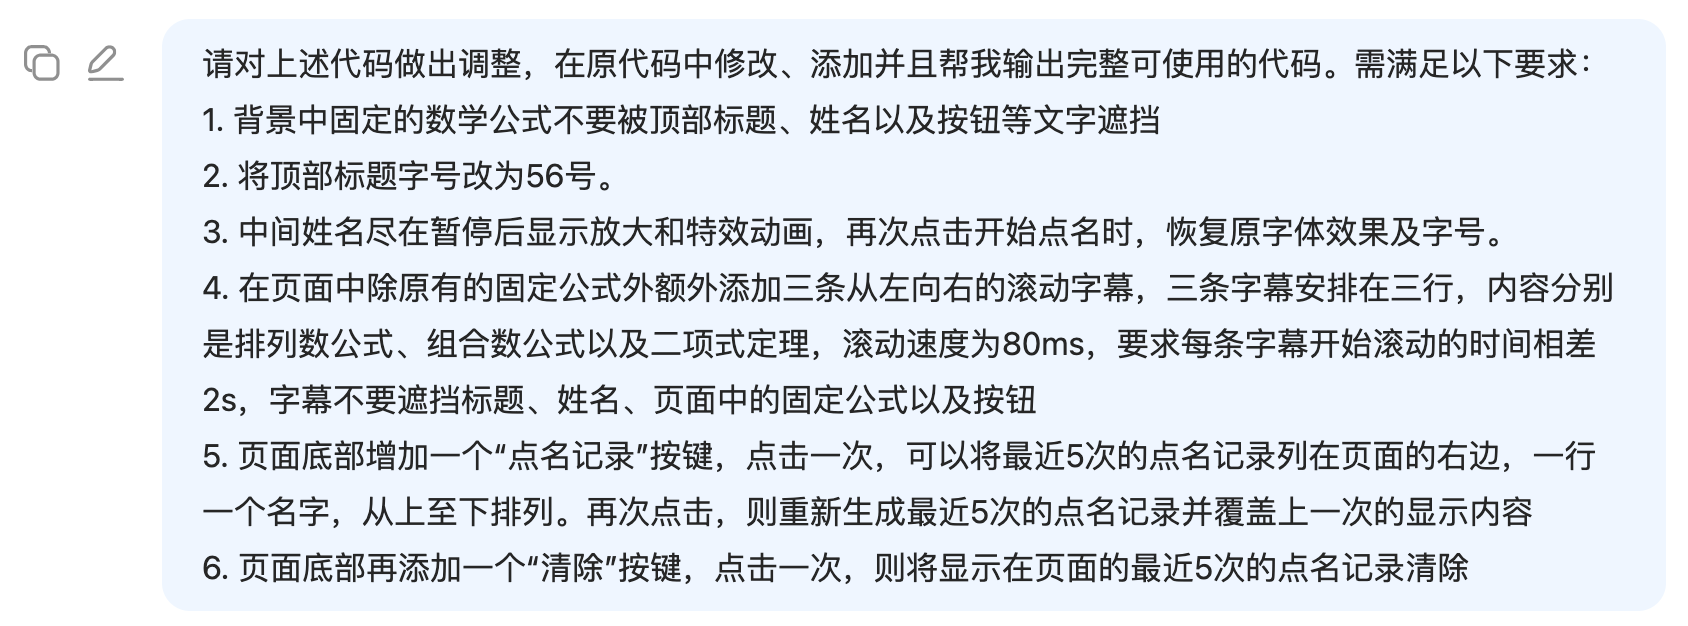 请对上述代码做出调整，在原代码中修改、添加并且帮我输出完整可使用的代码。需满足以下要求：
1. 背景中固定的数学公式不要被顶部标题、姓名以及按钮等文字遮挡
2. 将顶部标题字号改为56号。
3. 中间姓名尽在暂停后显示放大和特效动画，再次点击开始点名时，恢复原字体效果及字号。
4. 在页面中除原有的固定公式外额外添加三条从左向右的滚动字幕，三条字幕安排在三行，内容分别
是排列数公式、组合数公式以及二项式定理，滚动速度为80ms，要求每条字幕开始滚动的时间相差
2s，字幕不要遮挡标题、姓名、页面中的固定公式以及按钮
5. 页面底部增加一个“点名记录”按键，点击一次，可以将最近5次的点名记录列在页面的右边，一行
一个名字，从上至下排列。再次点击，则重新生成最近5次的点名记录并覆盖上一次的显示内容
6. 页面底部再添加一个“清除”按键，点击一次，则将显示在页面的最近5次的点名记录清除